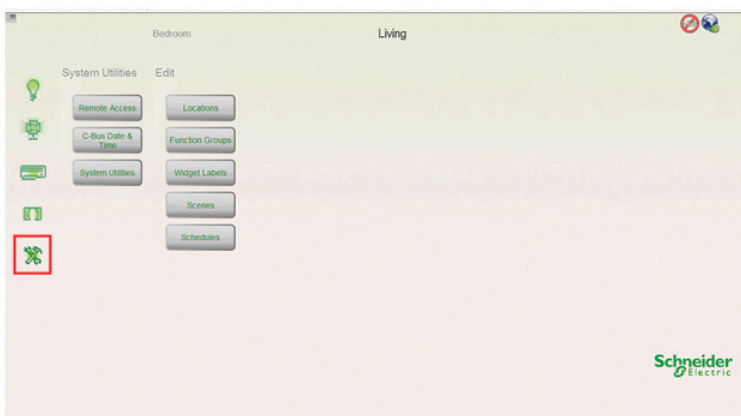 Bedroom Living
System Utilities Edit
Remote Access Locations
C-Bus Date &
Time
Function Groups
System Utilities Widget Labels
Scenes
Schedules
Schneider
Electric